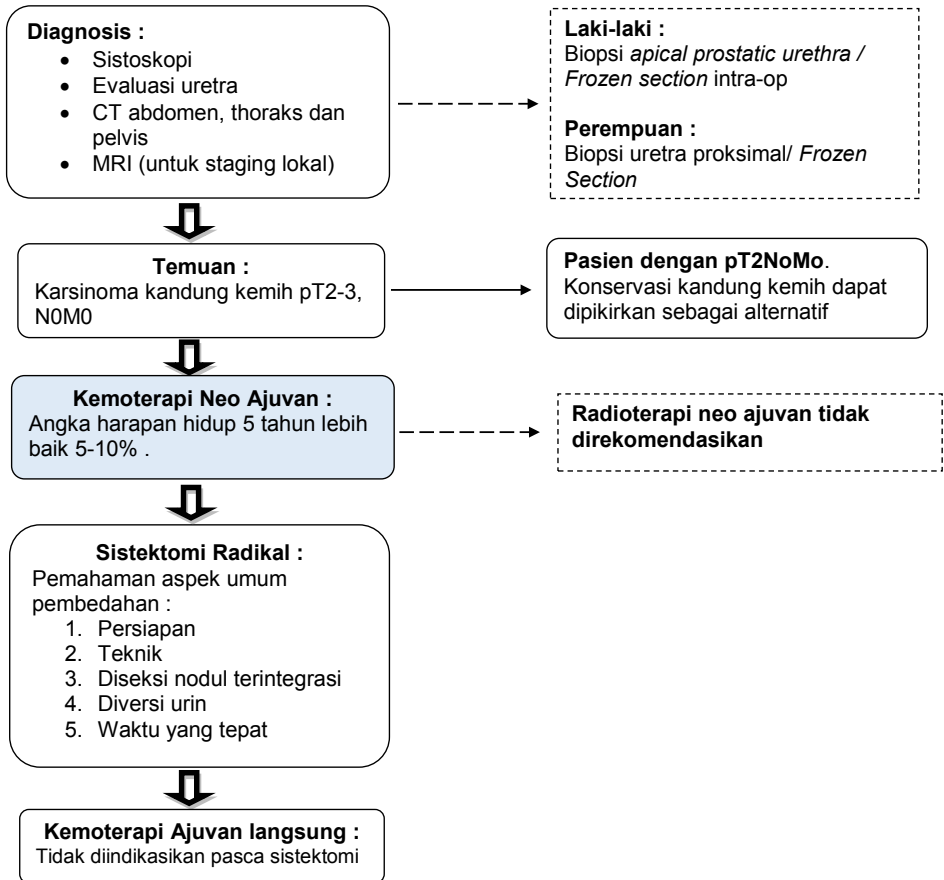 Diagnosis :
• Sistoskopi
• Evaluasi uretra
• CT abdomen, thoraks dan
pelvis
• MRI (untuk staging lokal)
Laki-laki :
Biopsi apical prostatic urethra /
Frozen section intra-op
Perempuan :
Biopsi uretra proksimal/ Frozen
Section
Temuan :
Karsinoma kandung kemih pT2-3,
N0M0
Pasien dengan pT2NoMo.
Konservasi kandung kemih dapat
dipikirkan sebagai alternatif
Kemoterapi Neo Ajuvan :
Angka harapan hidup 5 tahun lebih
baik 5-10% .
Radioterapi neo ajuvan tidak
direkomendasikan
Sistektomi Radikal :
Pemahaman aspek umum
pembedahan :
1. Persiapan
2. Teknik
3. Diseksi nodul terintegrasi
4. Diversi urin
5. Waktu yang tepat
Kemoterapi Ajuvan langsung :
Tidak diindikasikan pasca sistektomi